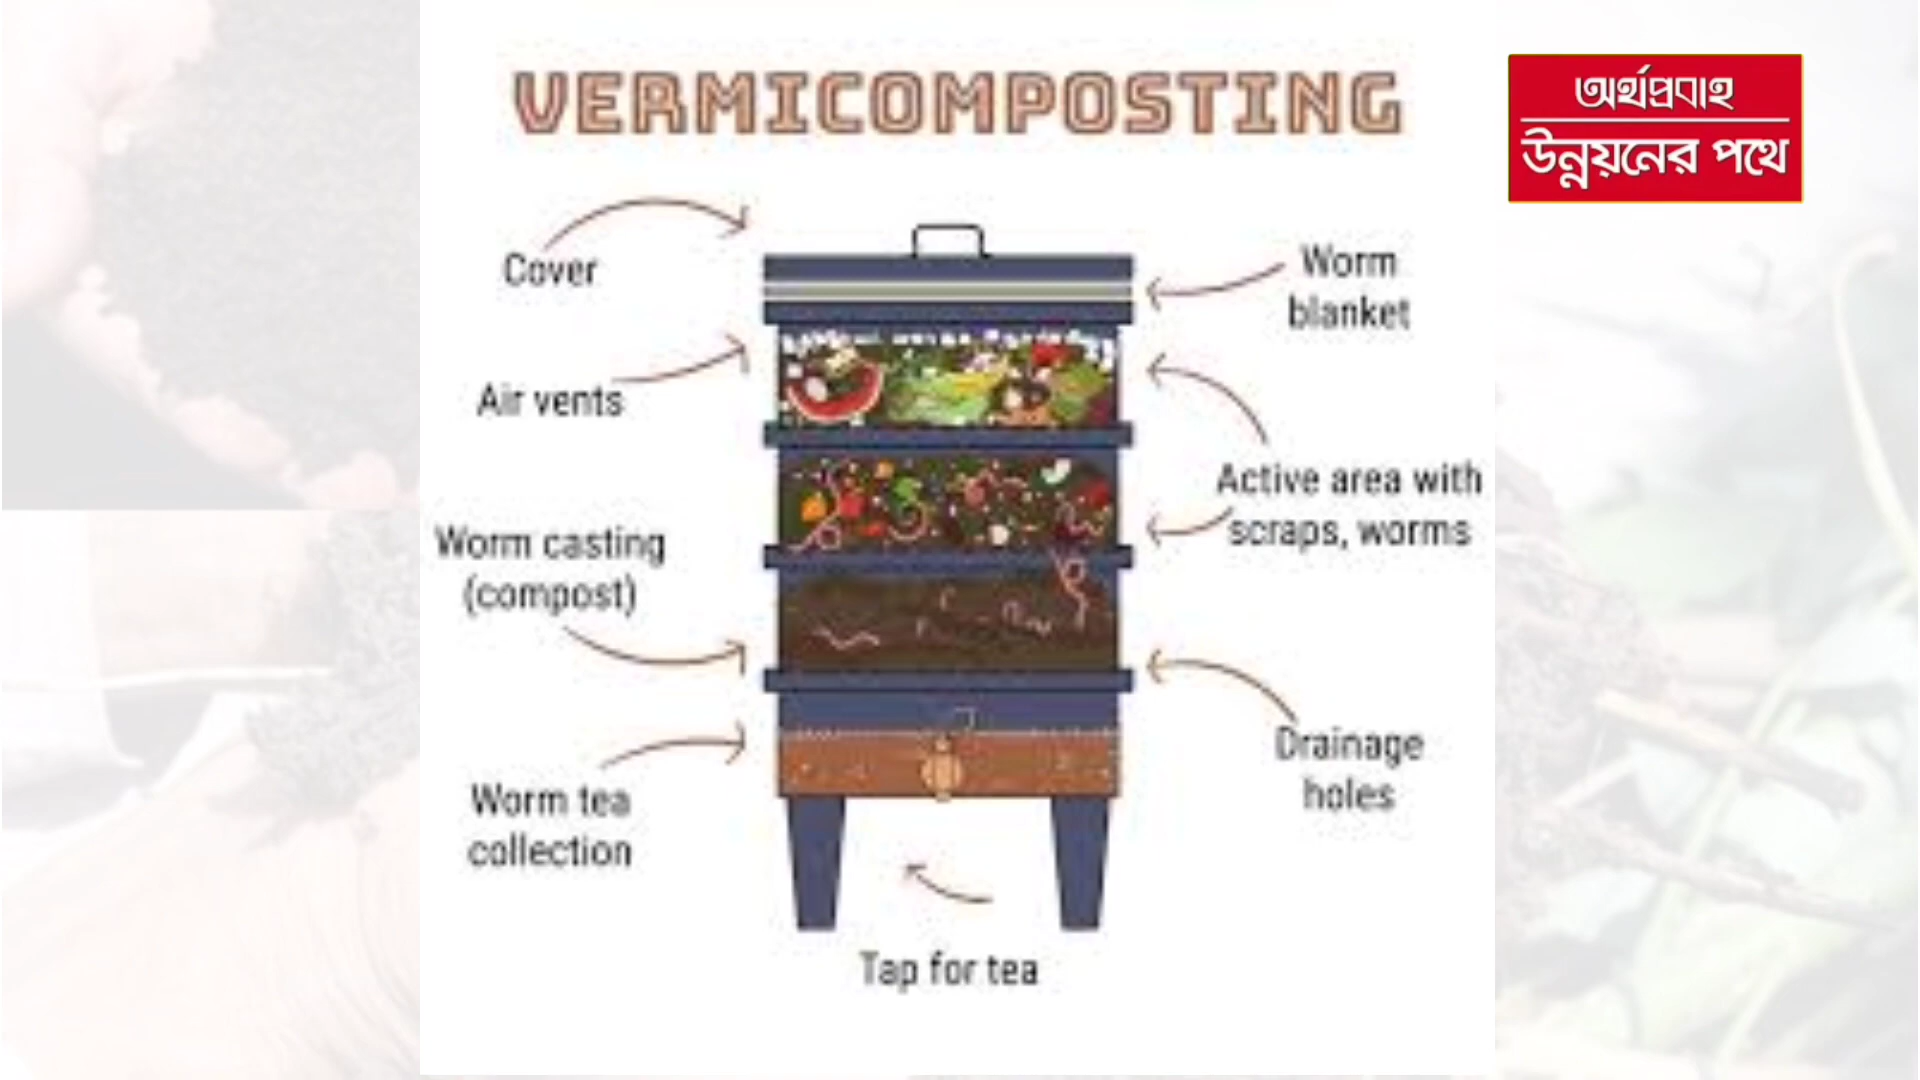 VERMICOMPOSTING
অর্থপ্রবাহ
উন্নয়নের পথে
Cover
Worm
blanket
Air vents
Active area with
scraps, worms
Worm casting
(compost)
Drainage
holes
Worm tea
collection
Tap for tea